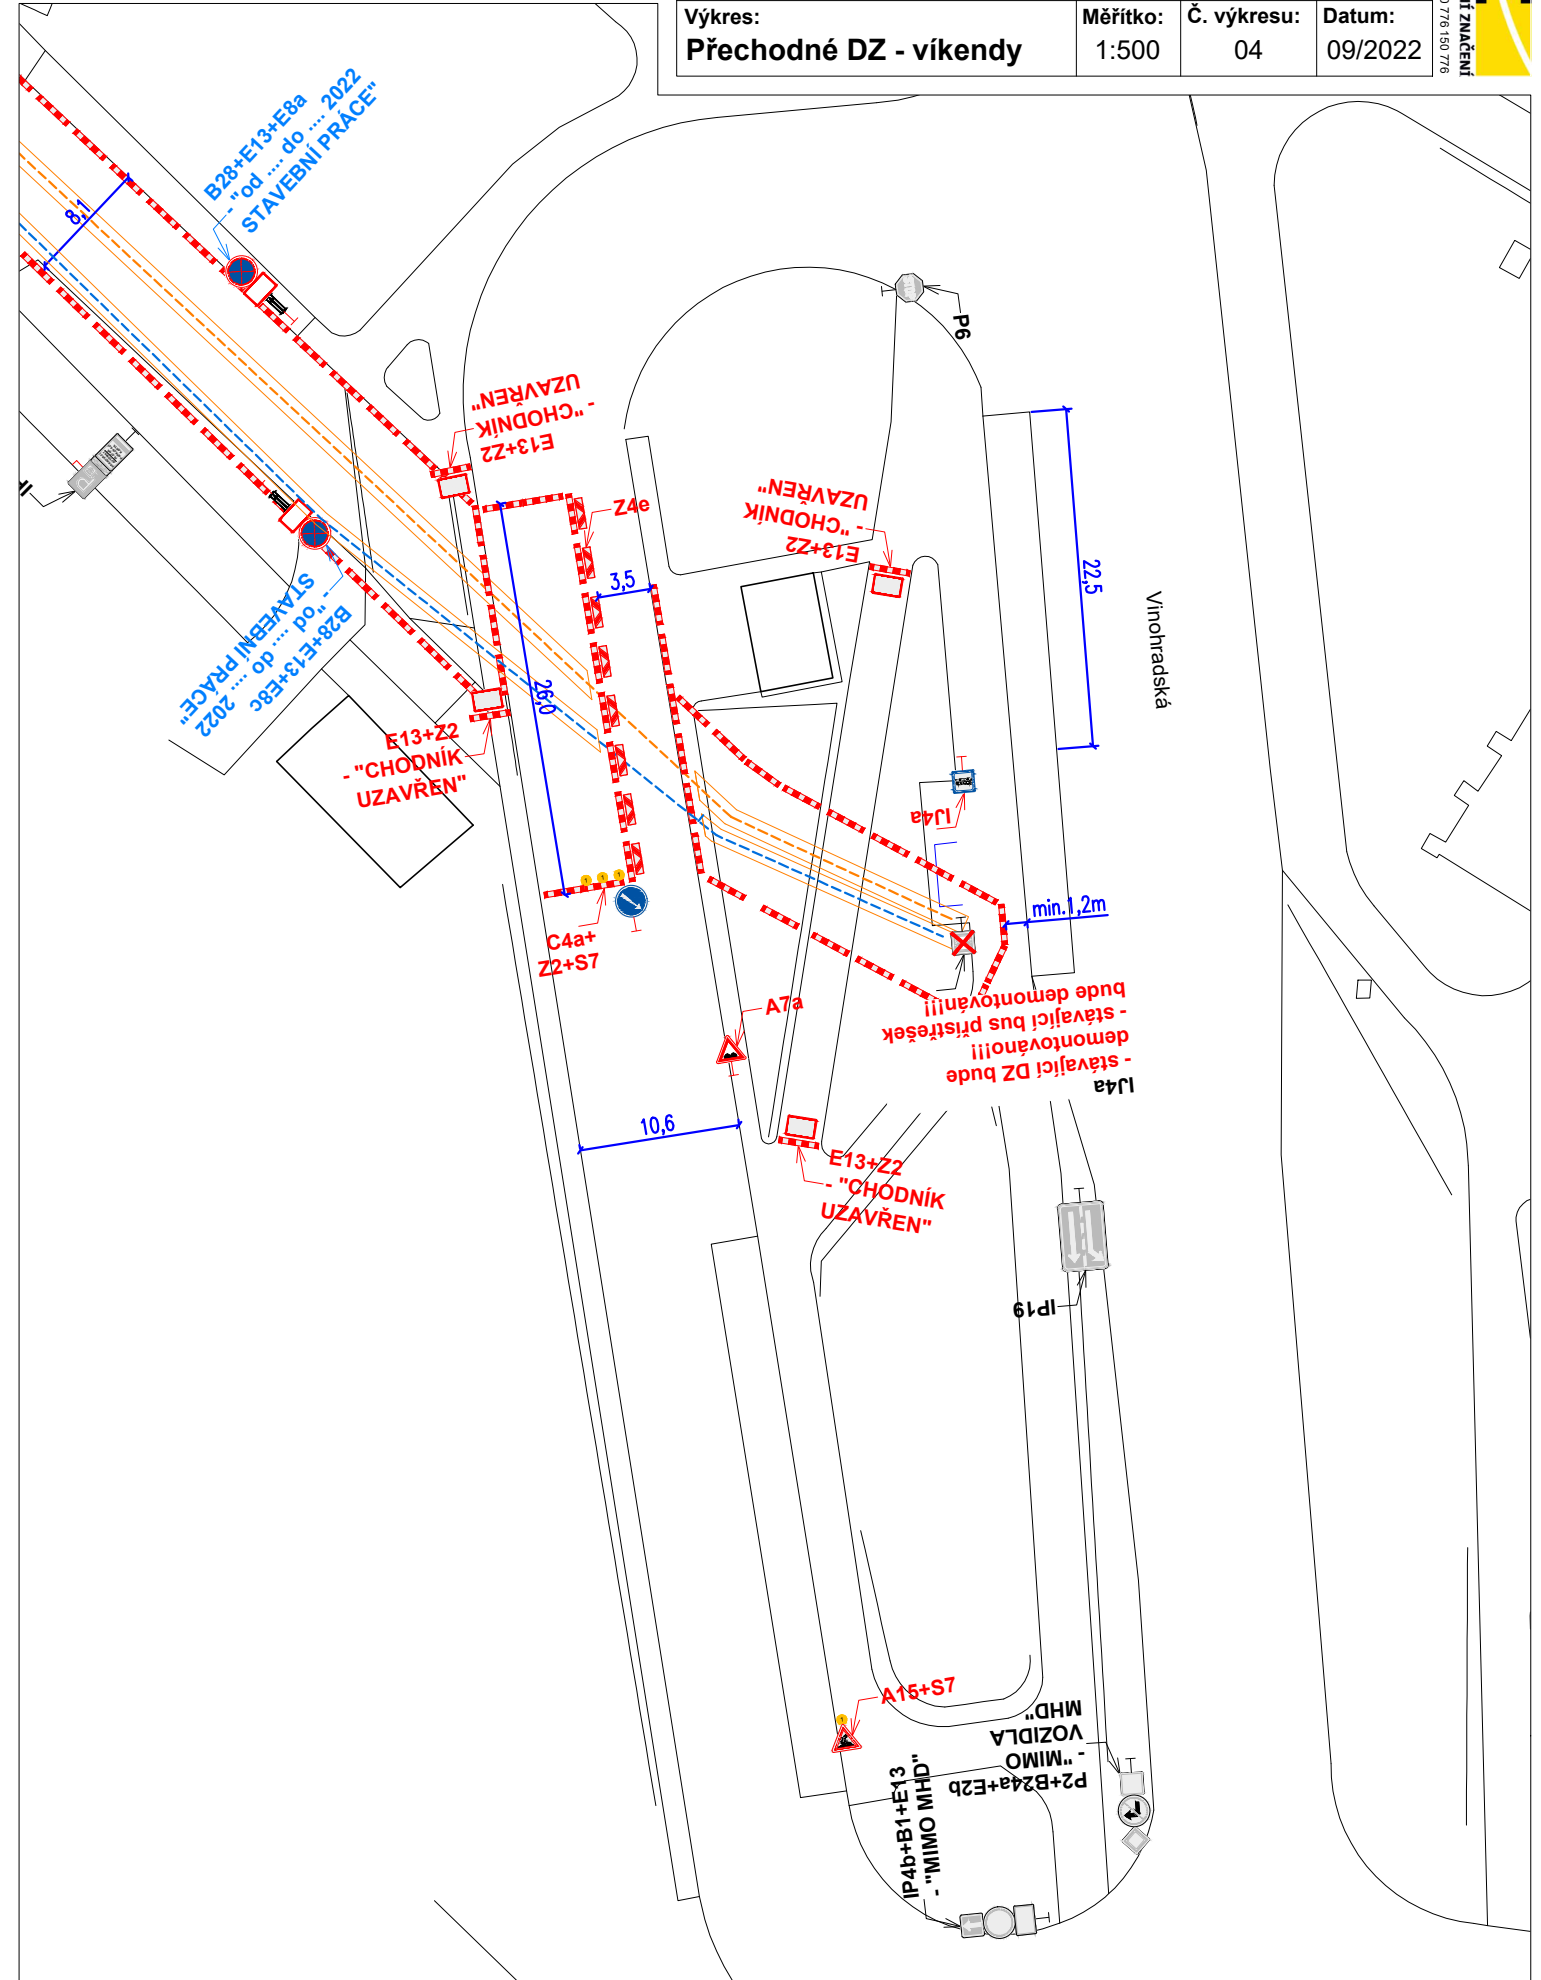 Výkres:
Přechodné DZ - víkendy
Měřítko:
1:500
Č. výkresu:
04
Datum:
09/2022
Í ZNAČENÍ
776 150 776
B28+E13+E8a
- "od .... do .... 2022
STAVEBNÍ PRÁCE"
8,1
P6
E13+Z2
- "CHODNÍK
UZAVŘEN"
Z4e
E13+Z2
- "CHODNÍK
UZAVŘEN"
3,5
22,5
Vinohradská
B28+E13+E8c
- "od .... do .... 2022
STAVEBNÍ PRÁCE"
26,0
E13+Z2
- "CHODNÍK
UZAVŘEN"
IJ4a
min.1,2m
C4a+
Z2+S7
A7a
IJ4a
- stávající DZ bude
demontováno!!!
- stávající bus přístřešek
bude demontován!!!
10,6
E13+Z2
- "CHODNÍK
UZAVŘEN"
IP19
A15+S7
P2+B24a+E2b
- "MIMO
VOZIDLA
MHD"
IP4b+B1+E13
- "MIMO MHD"